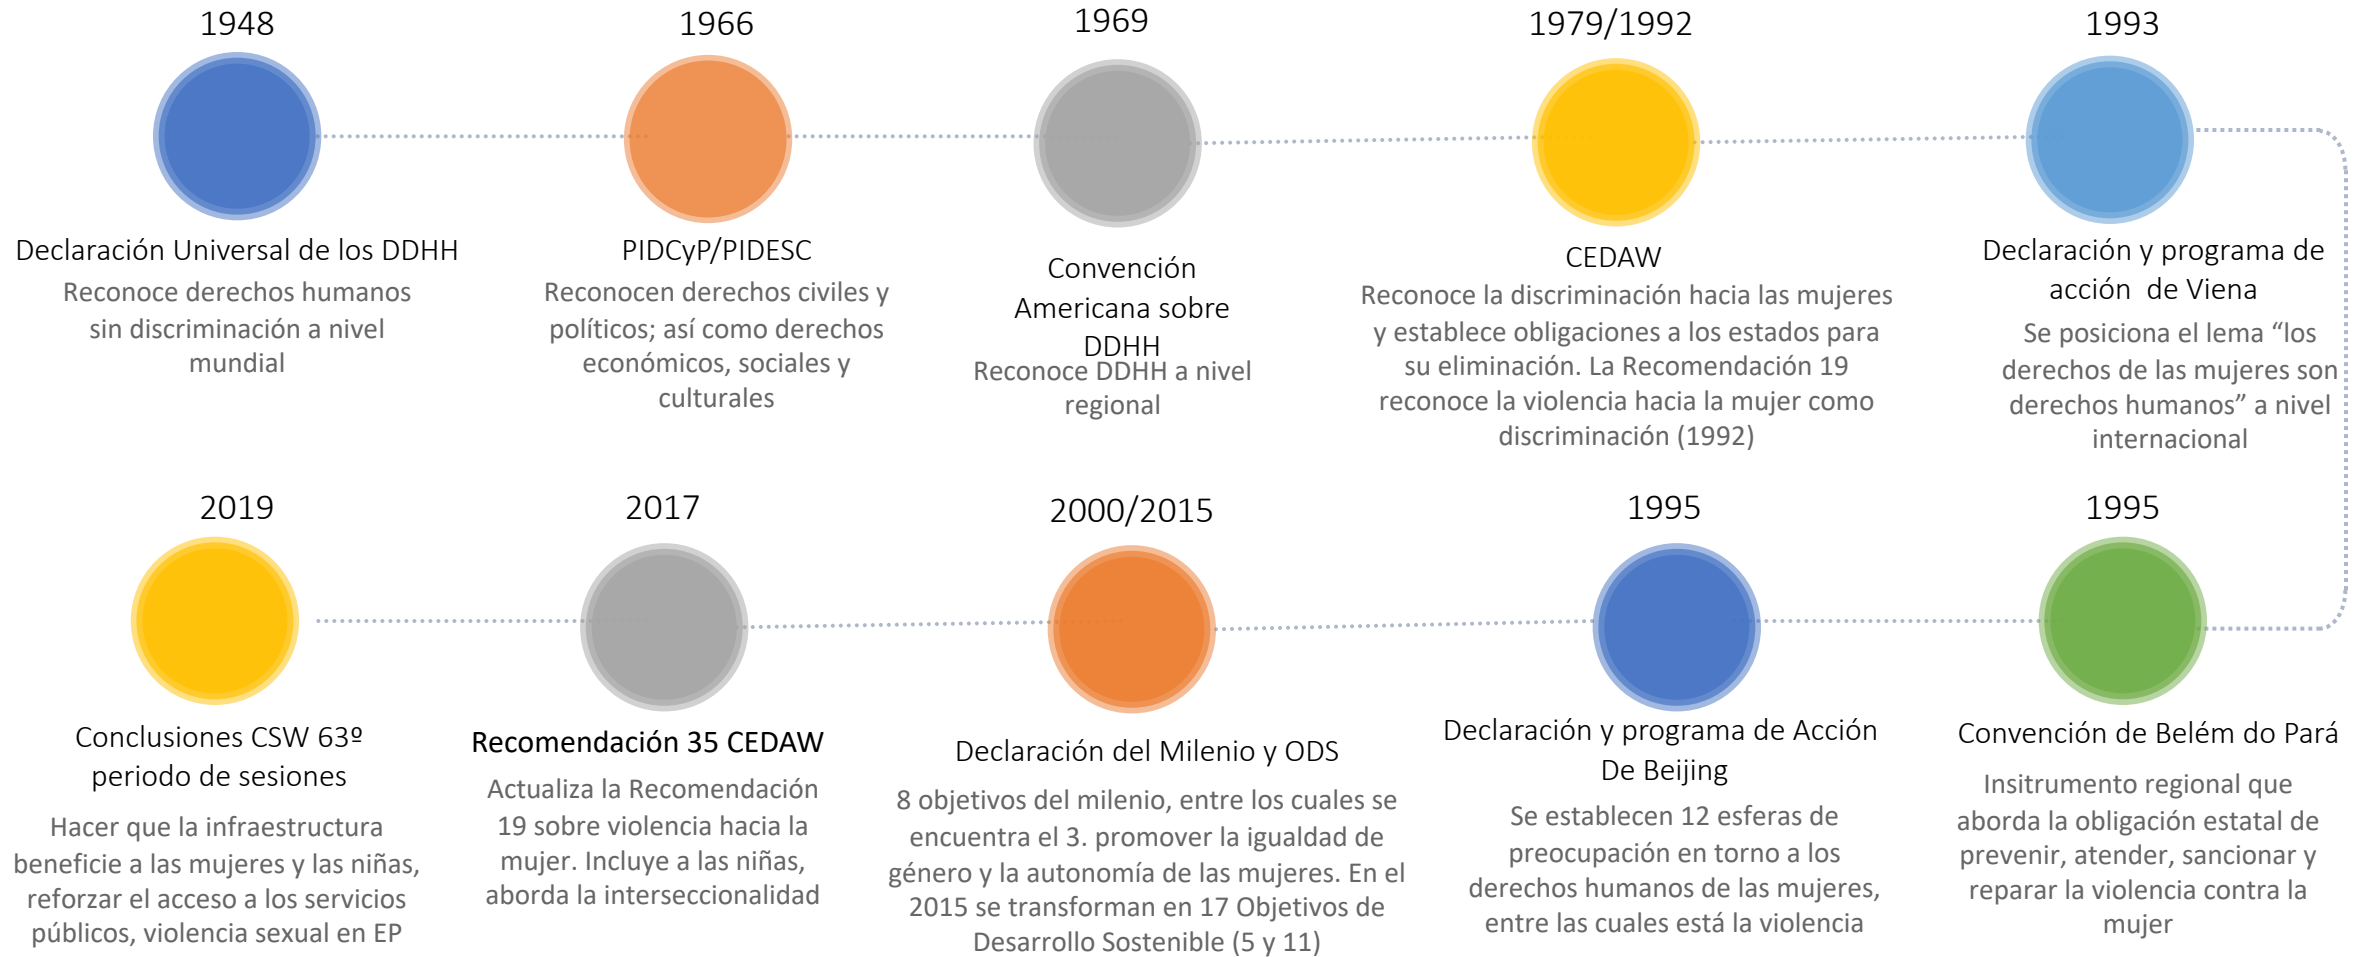 1948
Declaración Universal de los DDHH
Reconoce derechos humanos
sin discriminación a nivel
mundial
1966
PIDCyP/PIDESC
Reconocen derechos civiles y
políticos; así como derechos
económicos, sociales y
culturales
1969
Convención
Americana sobre
DDHH
Reconoce DDHH a nivel
regional
1979/1992
CEDAW
Reconoce la discriminación hacia las mujeres
y establece obligaciones a los estados para
su eliminación. La Recomendación 19
reconoce la violencia hacia la mujer como
discriminación (1992)
1993
Declaración y programa de
acción  de Viena
Se posiciona el lema “los
derechos de las mujeres son
derechos humanos” a nivel
internacional
1995
Convención de Belém do Pará
Insitrumento regional que
aborda la obligación estatal de
prevenir, atender, sancionar y
reparar la violencia contra la
mujer
1995
Declaración y programa de Acción
De Beijing
Se establecen 12 esferas de
preocupación en torno a los
derechos humanos de las mujeres,
entre las cuales está la violencia
2000/2015
Declaración del Milenio y ODS
8 objetivos del milenio, entre los cuales se
encuentra el 3. promover la igualdad de
género y la autonomía de las mujeres. En el
2015 se transforman en 17 Objetivos de
Desarrollo Sostenible (5 y 11)
2017
Recomendación 35 CEDAW
Actualiza la Recomendación
19 sobre violencia hacia la
mujer. Incluye a las niñas,
aborda la interseccionalidad
2019
Conclusiones CSW 63º
periodo de sesiones
Hacer que la infraestructura
beneficie a las mujeres y las niñas,
reforzar el acceso a los servicios
públicos, violencia sexual en EP